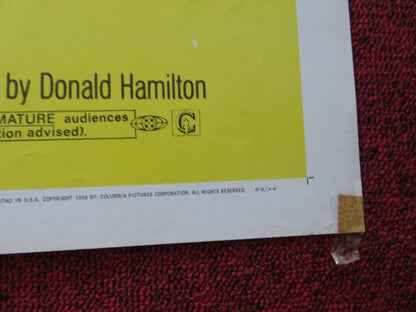 by Donald Hamilton
MATURE audiences
tion advised).
G
LITHO IN U.S.A. COPYRIGHT 1968 BY: COLUMBIA PICTURES CORPORATION. ALL RIGHTS RESERVED.